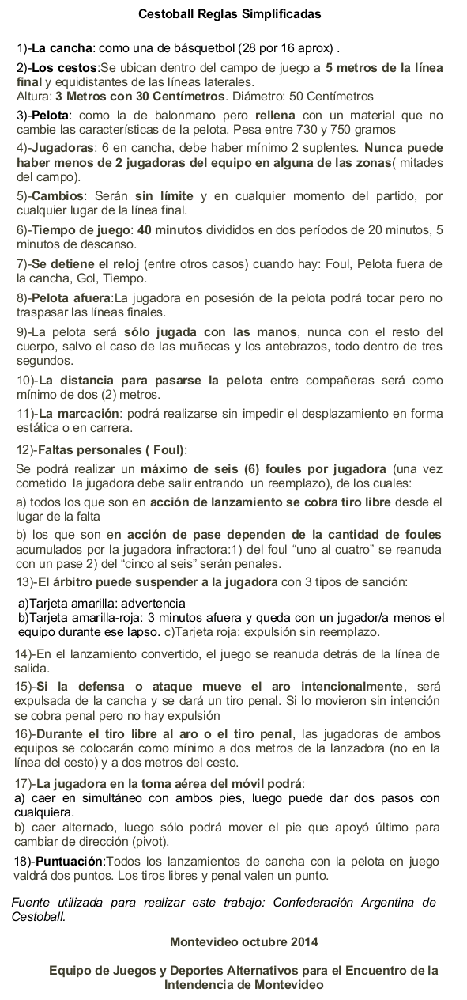 Cestoball Reglas Simplificadas
1)-La cancha: como una de básquetbol (28 por 16 aprox) .
2)-Los cestos:Se ubican dentro del campo de juego a 5 metros de la línea
final y equidistantes de las líneas laterales.
Altura: 3 Metros con 30 Centímetros. Diámetro: 50 Centímetros
3)-Pelota: como la de balonmano pero rellena con un material que no
cambie las características de la pelota. Pesa entre 730 y 750 gramos
4)-Jugadoras: 6 en cancha, debe haber mínimo 2 suplentes. Nunca puede
haber menos de 2 jugadoras del equipo en alguna de las zonas( mitades
del campo).
5)-Cambios: Serán sin límite y en cualquier momento del partido, por
cualquier lugar de la línea final.
6)-Tiempo de juego: 40 minutos divididos en dos períodos de 20 minutos, 5
minutos de descanso.
7)-Se detiene el reloj (entre otros casos) cuando hay: Foul, Pelota fuera de
la cancha, Gol, Tiempo.
8)-Pelota afuera:La jugadora en posesión de la pelota podrá tocar pero no
traspasar las líneas finales.
9)-La pelota será sólo jugada con las manos, nunca con el resto del
cuerpo, salvo el caso de las muñecas y los antebrazos, todo dentro de tres
segundos.
10)-La distancia para pasarse la pelota entre compañeras será como
mínimo de dos (2) metros.
11)-La marcación: podrá realizarse sin impedir el desplazamiento en forma
estática o en carrera.
12)-Faltas personales ( Foul):
Se podrá realizar un máximo de seis (6) foules por jugadora (una vez
cometido la jugadora debe salir entrando un reemplazo), de los cuales:
a) todos los que son en acción de lanzamiento se cobra tiro libre desde el
lugar de la falta
b) los que son en acción de pase dependen de la cantidad de foules
acumulados por la jugadora infractora:1) del foul “uno al cuatro” se reanuda
con un pase 2) del “cinco al seis” serán penales.
13)-El árbitro puede suspender a la jugadora con 3 tipos de sanción:
a)Tarjeta amarilla: advertencia
b)Tarjeta amarilla-roja: 3 minutos afuera y queda con un jugador/a menos el
equipo durante ese lapso. c)Tarjeta roja: expulsión sin reemplazo.
14)-En el lanzamiento convertido, el juego se reanuda detrás de la línea de
salida.
15)-Si la defensa o ataque mueve el aro intencionalmente, será
expulsada de la cancha y se dará un tiro penal. Si lo movieron sin intención
se cobra penal pero no hay expulsión
16)-Durante el tiro libre al aro o el tiro penal, las jugadoras de ambos
equipos se colocarán como mínimo a dos metros de la lanzadora (no en la
línea del cesto) y a dos metros del cesto.
17)-La jugadora en la toma aérea del móvil podrá:
a) caer en simultáneo con ambos pies, luego puede dar dos pasos con
cualquiera.
b) caer alternado, luego sólo podrá mover el pie que apoyó último para
cambiar de dirección (pivot).
18)-Puntuación:Todos los lanzamientos de cancha con la pelota en juego
valdrá dos puntos. Los tiros libres y penal valen un punto.
Fuente utilizada para realizar este trabajo: Confederación Argentina de
Cestoball.
Montevideo octubre 2014
Equipo de Juegos y Deportes Alternativos para el Encuentro de la
Intendencia de Montevideo